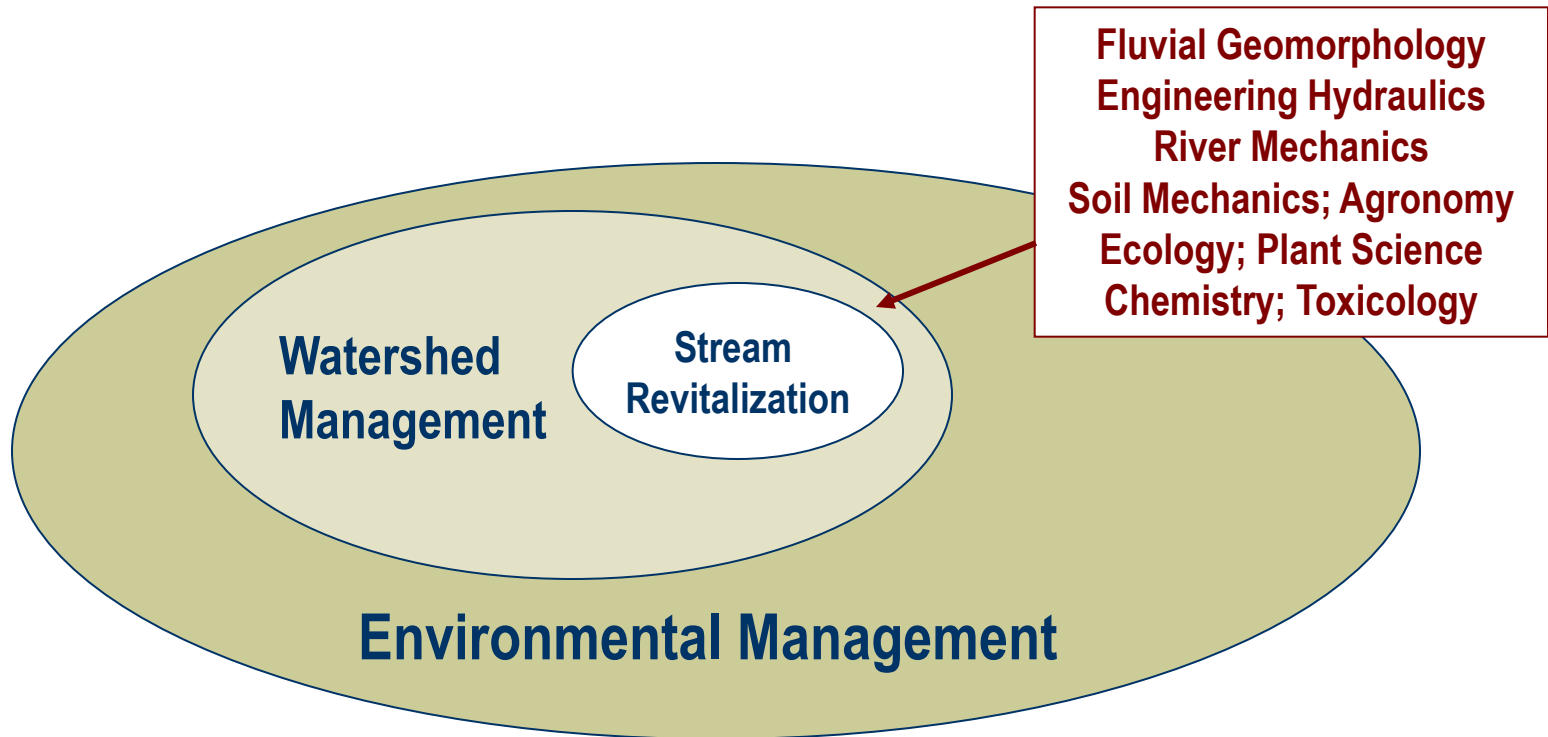 Fluvial Geomorphology
Engineering Hydraulics
River Mechanics
Soil Mechanics; Agronomy
Ecology; Plant Science
Chemistry; Toxicology
Watershed
Management
Stream
Revitalization
Environmental Management